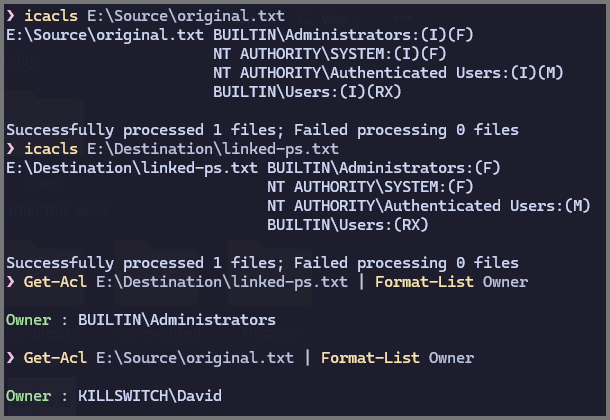 ❯ icacls E:\Source\original.txt
E:\Source\original.txt BUILTIN\Administrators:(I)(F)
NT AUTHORITY\SYSTEM:(I)(F)
NT AUTHORITY\Authenticated Users:(I)(M)
BUILTIN\Users:(I)(RX)
Successfully processed 1 files; Failed processing 0 files
❯ icacls E:\Destination\linked-ps.txt
E:\Destination\linked-ps.txt BUILTIN\Administrators:(F)
NT AUTHORITY\SYSTEM:(F)
NT AUTHORITY\Authenticated Users:(M)
BUILTIN\Users:(RX)
Successfully processed 1 files; Failed processing 0 files
❯ Get-Acl E:\Destination\linked-ps.txt | Format-List Owner
Owner : BUILTIN\Administrators
❯ Get-Acl E:\Source\original.txt | Format-List Owner
Owner : KILLSWITCH\David